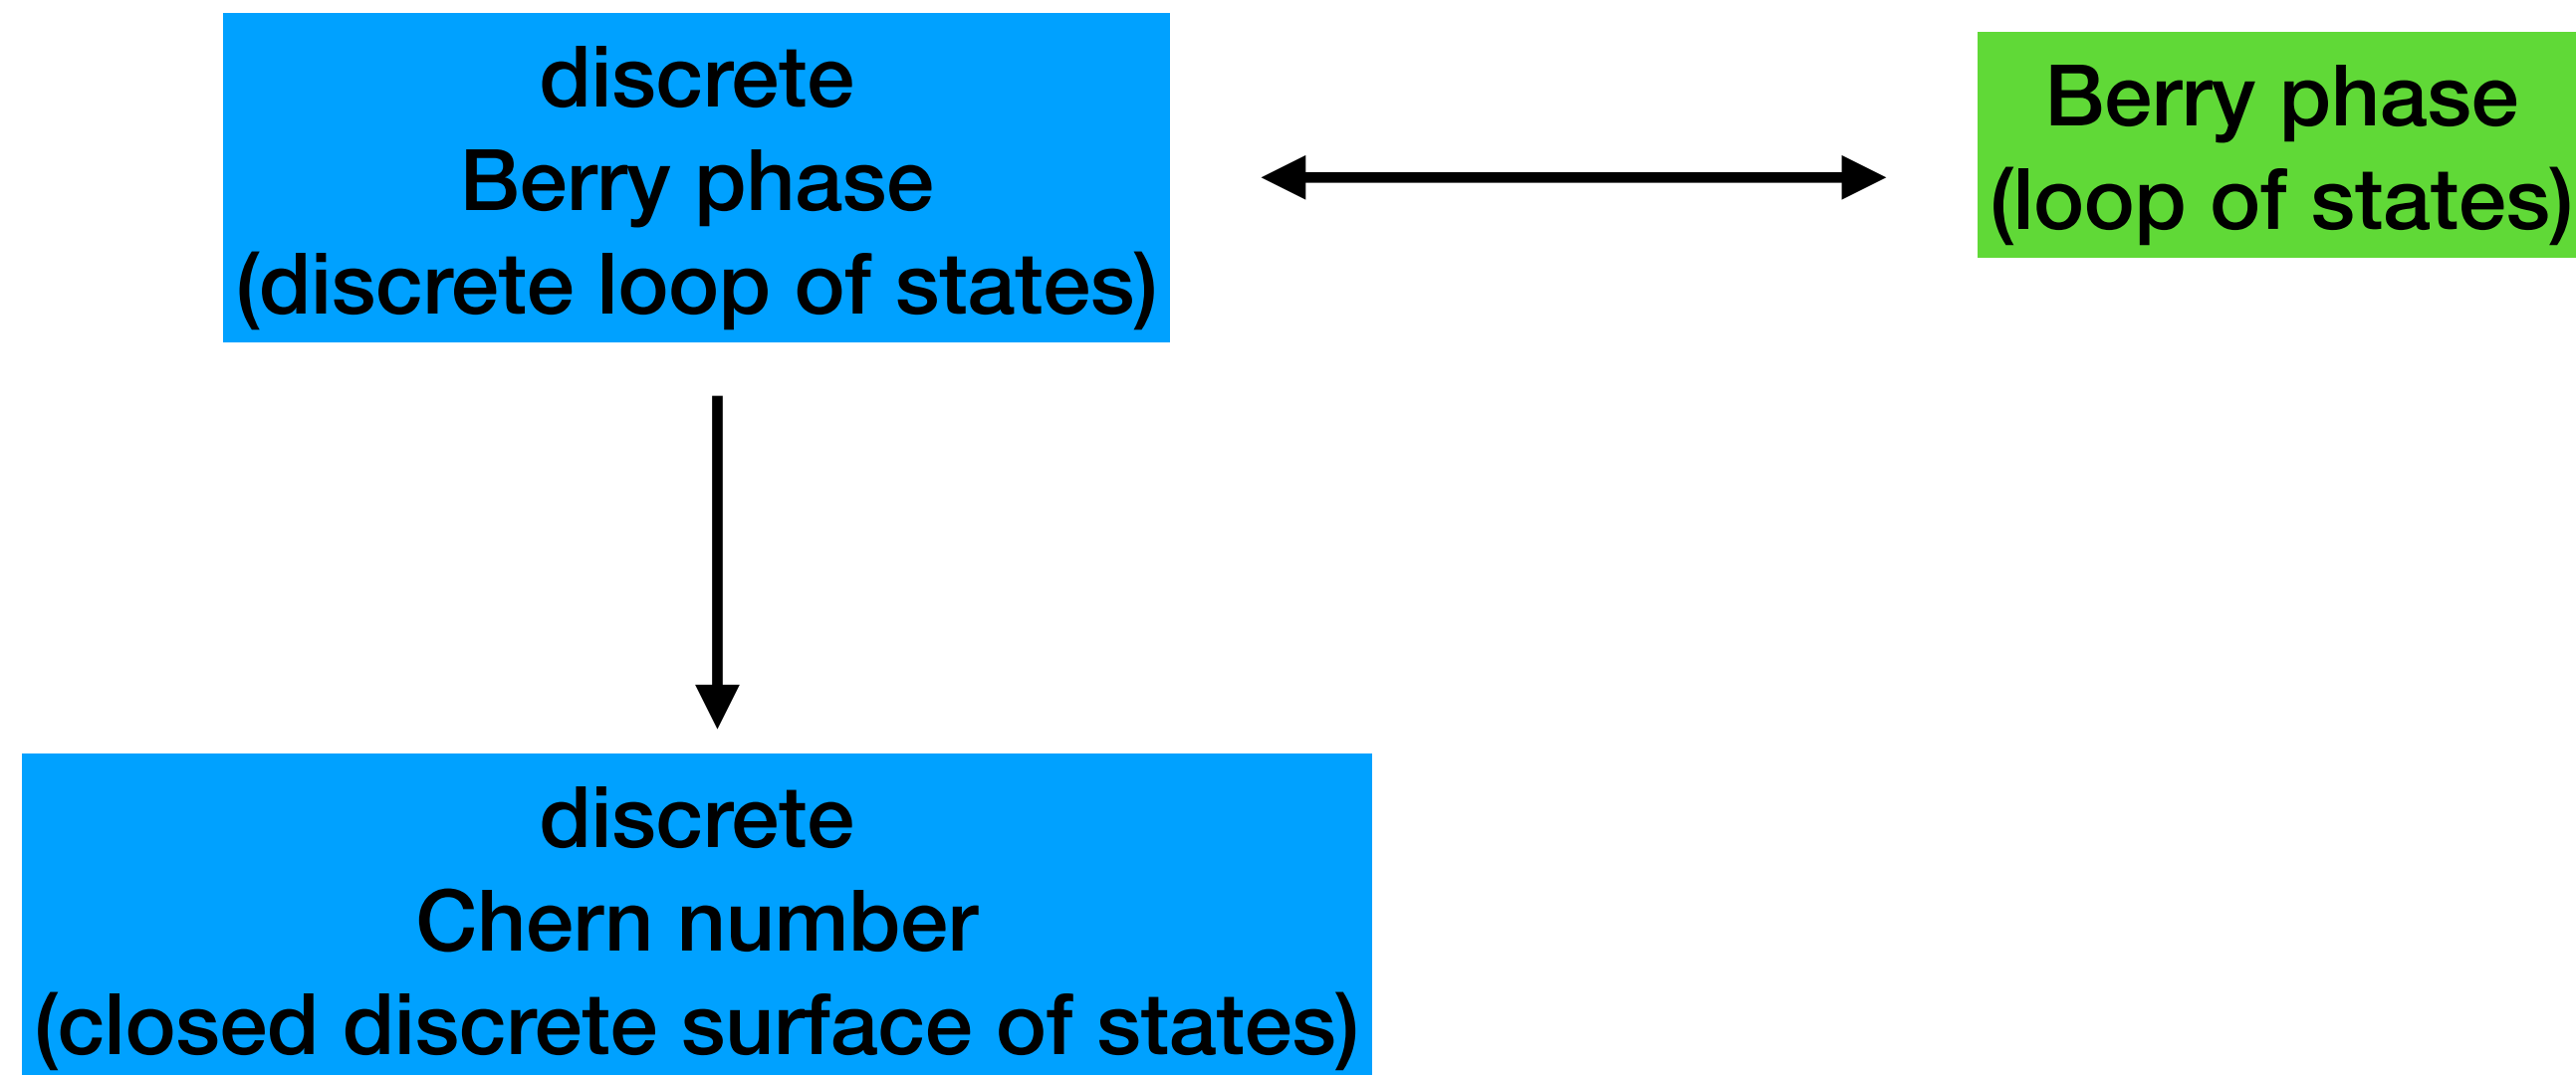 discrete
Berry phase
(discrete loop of states)
Berry phase
(loop of states)
discrete
Chern number
(closed discrete surface of states)